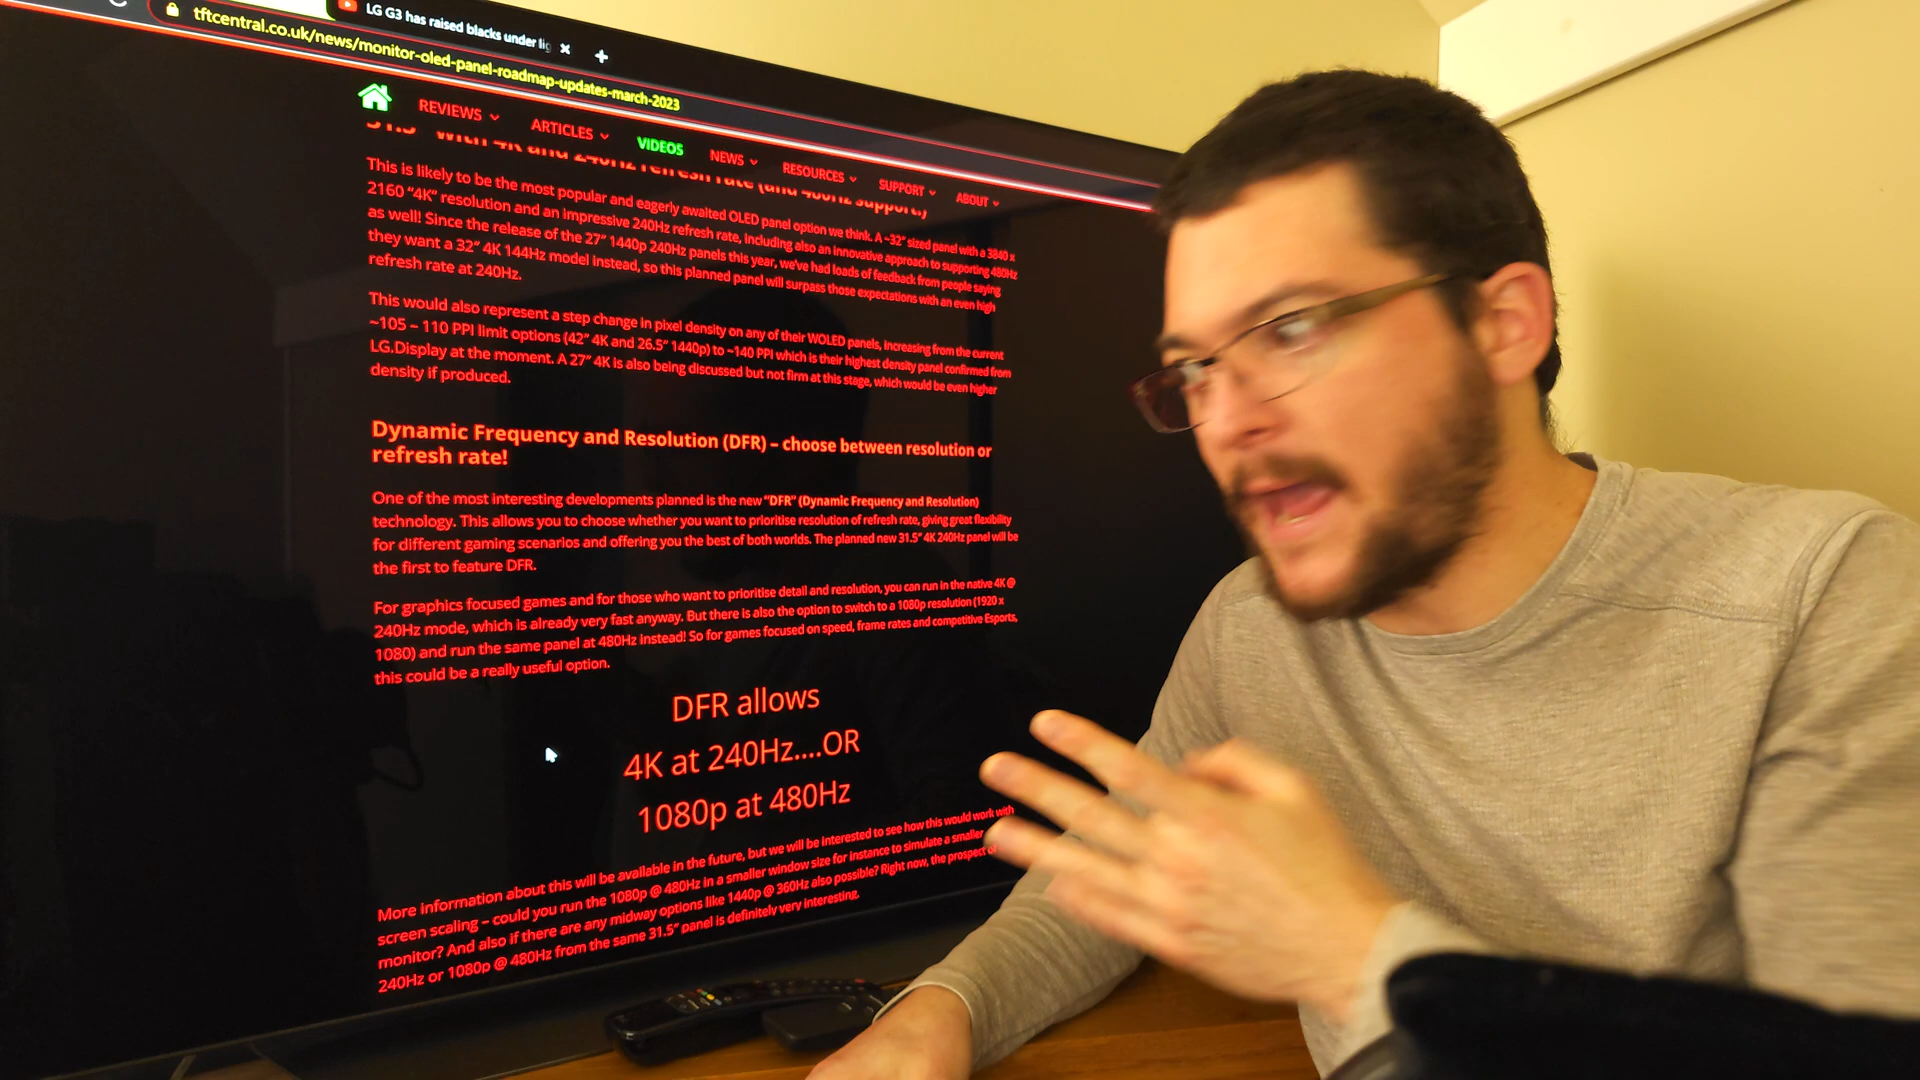 LG G3 has raised blacks under lig
tftcentral.co.uk/news/monitor-oled-panel-roadmap-updates-march-2023
REVIEWS
ARTICLES
VIDEOS
NEWS
RESOURCES
SUPPORT
ABOUT
31.5" with 4K and 240Hz refresh rate (and 480Hz support!)
This is likely to be the most popular and eagerly awaited OLED panel option we think. A ~32" sized panel with a 3840 x
2160 "4K" resolution and an impressive 240Hz refresh rate, including also an innovative approach to supporting 480Hz
as well! Since the release of the 27" 1440p 240Hz panels this year, we've had loads of feedback from people saying
they want a 32" 4K 144Hz model instead, so this planned panel will surpass those expectations with an even high
refresh rate at 240Hz.
This would also represent a step change in pixel density on any of their WOLED panels, increasing from the current
~105 – 110 PPI limit options (42" 4K and 26.5" 1440p) to ~140 PPI which is their highest density panel confirmed from
LG.Display at the moment. A 27" 4K is also being discussed but not firm at this stage, which would be even higher
density if produced.
Dynamic Frequency and Resolution (DFR) – choose between resolution or
refresh rate!
One of the most interesting developments planned is the new "DFR" (Dynamic Frequency and Resolution)
technology. This allows you to choose whether you want to prioritise resolution of refresh rate, giving great flexibility
for different gaming scenarios and offering you the best of both worlds. The planned new 31.5" 4K 240Hz panel will be
the first to feature DFR.
For graphics focused games and for those who want to prioritise detail and resolution, you can run in the native 4K @
240Hz mode, which is already very fast anyway. But there is also the option to switch to a 1080p resolution (1920 x
1080) and run the same panel at 480Hz instead! So for games focused on speed, frame rates and competitive Esports,
this could be a really useful option.
DFR allows
4K at 240Hz....OR
1080p at 480Hz
More information about this will be available in the future, but we will be interested to see how this would work with
screen scaling – could you run the 1080p @ 480Hz in a smaller window size for instance to simulate a smaller
monitor? And also if there are any midway options like 1440p @ 360Hz also possible? Right now, the prospect of
240Hz or 1080p @ 480Hz from the same 31.5" panel is definitely very interesting.